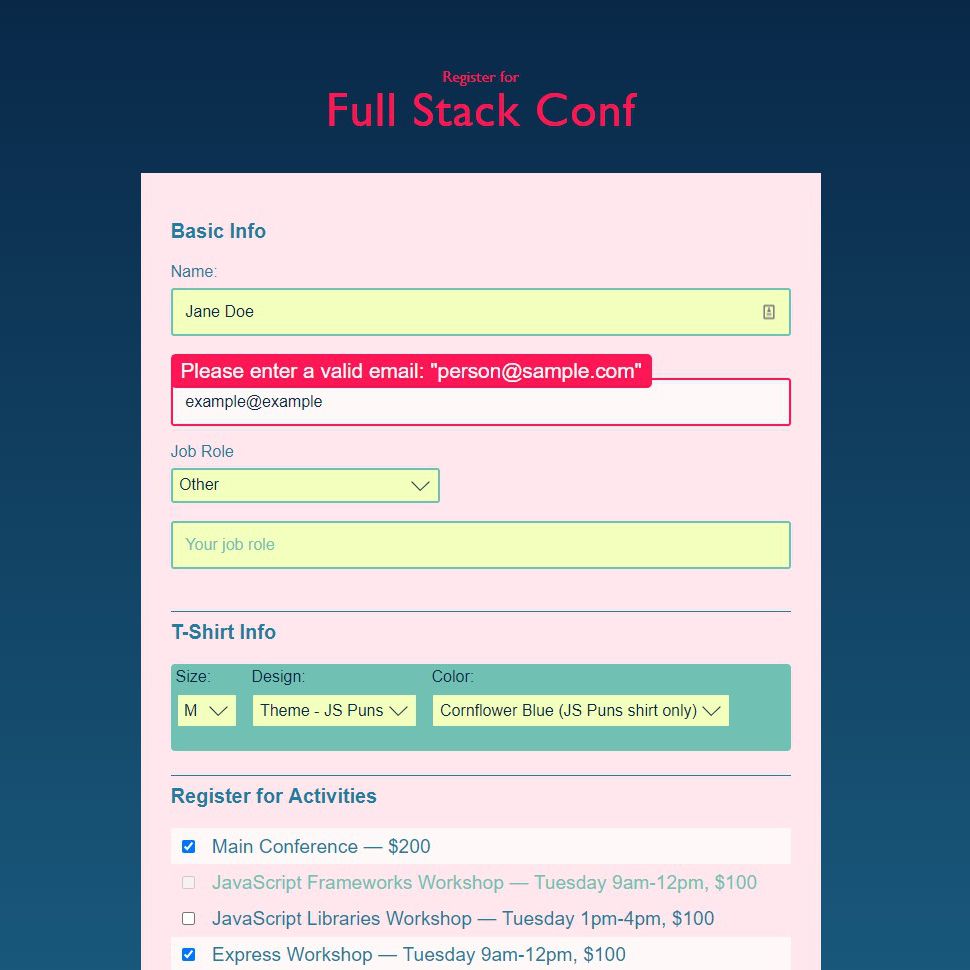 Register for
Full Stack Conf
Basic Info
Name:
Jane Doe
Please enter a valid email: "person@sample.com"
example@example
Job Role
Other
Your job role
T-Shirt Info
Size: Design: Color:
M Theme - JS Puns Cornflower Blue (JS Puns shirt only)
Register for Activities
Main Conference — $200
JavaScript Frameworks Workshop — Tuesday 9am-12pm, $100
JavaScript Libraries Workshop — Tuesday 1pm-4pm, $100
Express Workshop — Tuesday 9am-12pm, $100